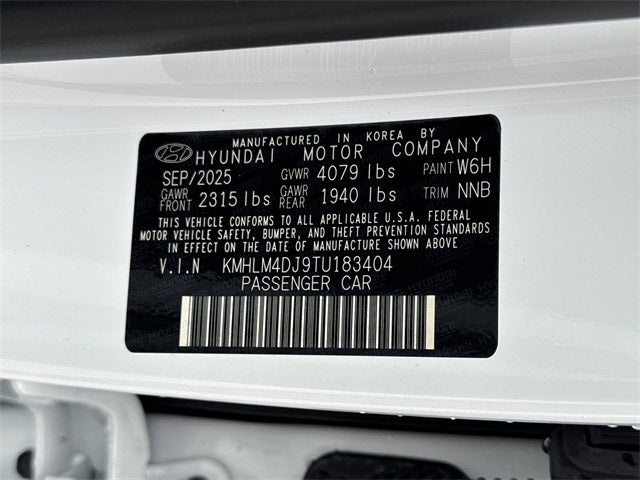 MANUFACTURED IN KOREA BY
HYUNDAI MOTOR COMPANY
SEP/2025 GVWR 4079 lbs PAINT W6H
GAWR FRONT 2315 lbs GAWR REAR 1940 lbs TRIM NNB
THIS VEHICLE CONFORMS TO ALL APPLICABLE U.S.A. FEDERAL
MOTOR VEHICLE SAFETY, BUMPER, AND THEFT PREVENTION STANDARDS
IN EFFECT ON THE DATE OF MANUFACTURE SHOWN ABOVE
V.I.N KMHLM4DJ9TU183404
PASSENGER CAR